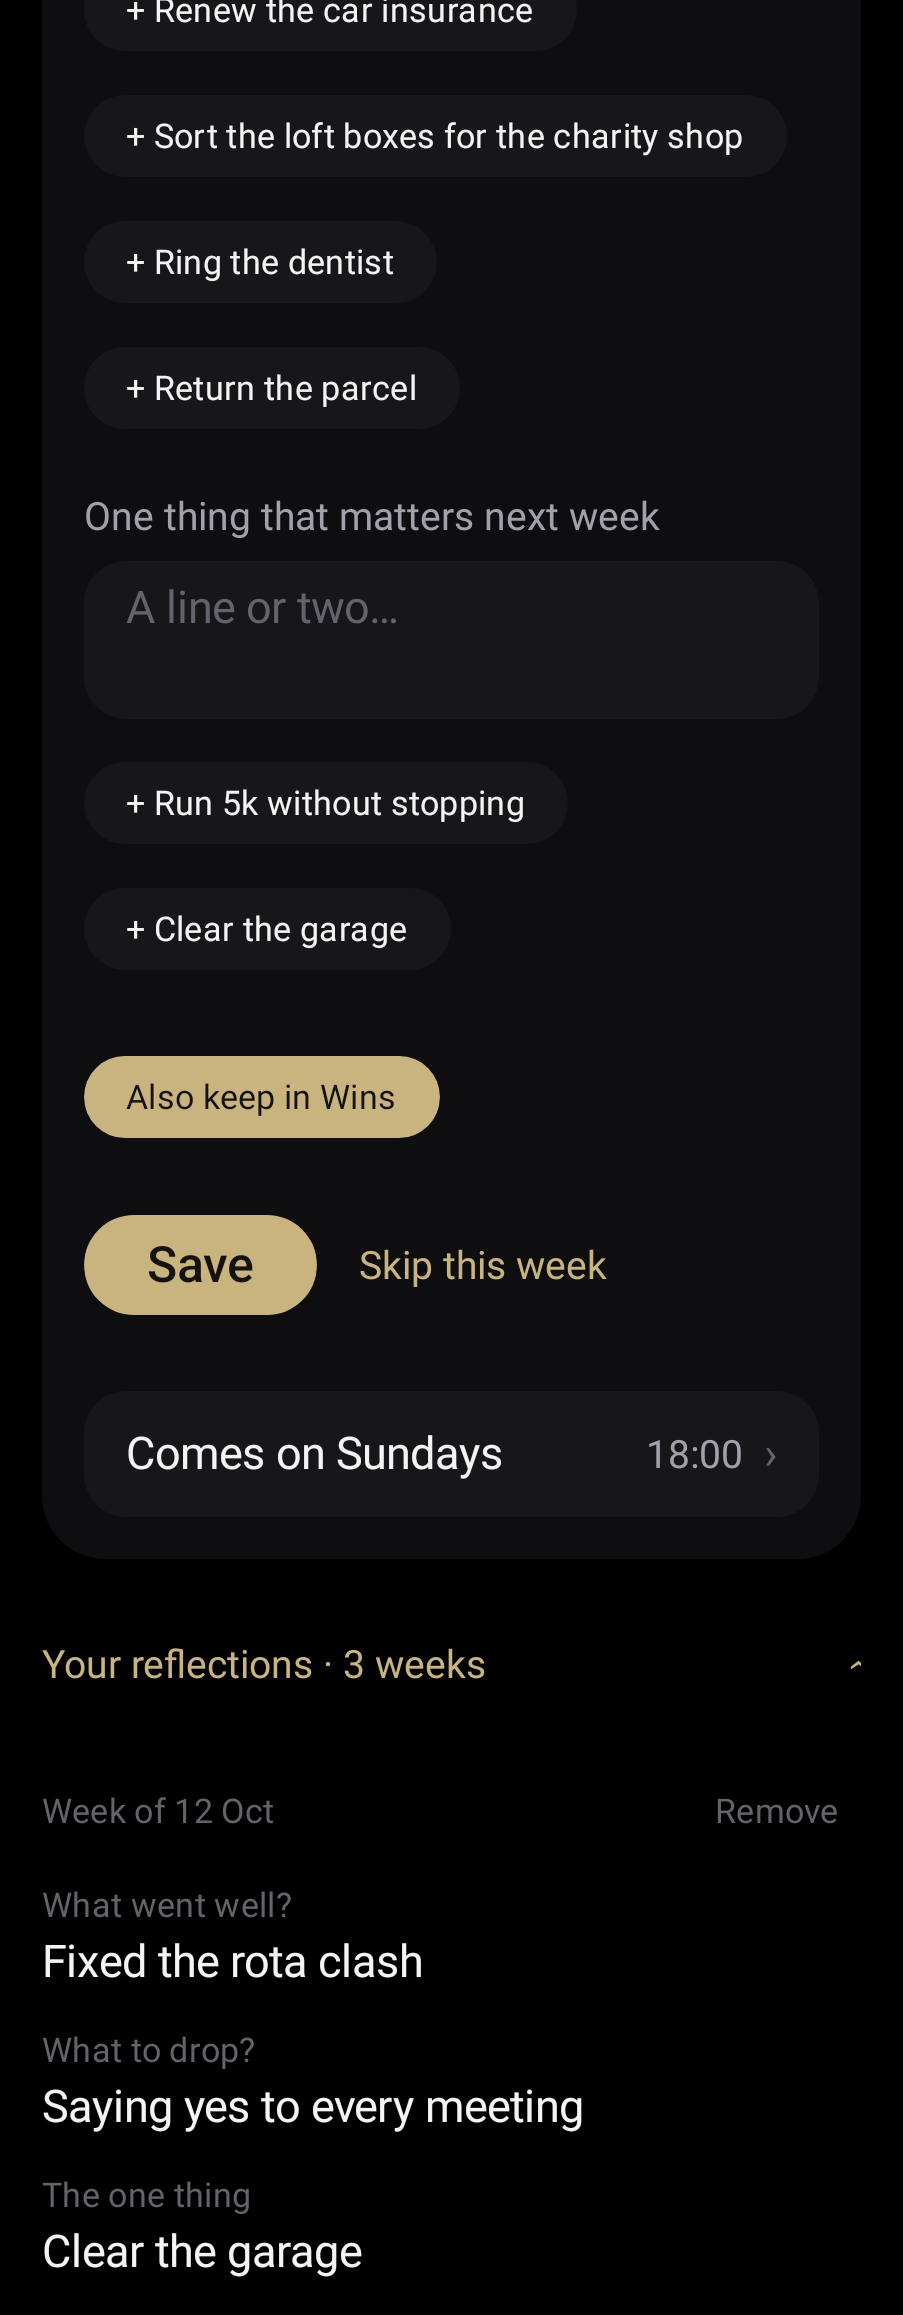 + Renew the car insurance
+ Sort the loft boxes for the charity shop
+ Ring the dentist
+ Return the parcel
One thing that matters next week
A line or two…
+ Run 5k without stopping
+ Clear the garage
Also keep in Wins
Save Skip this week
Comes on Sundays 18:00 ›
Your reflections · 3 weeks
Week of 12 Oct Remove
What went well?
Fixed the rota clash
What to drop?
Saying yes to every meeting
The one thing
Clear the garage